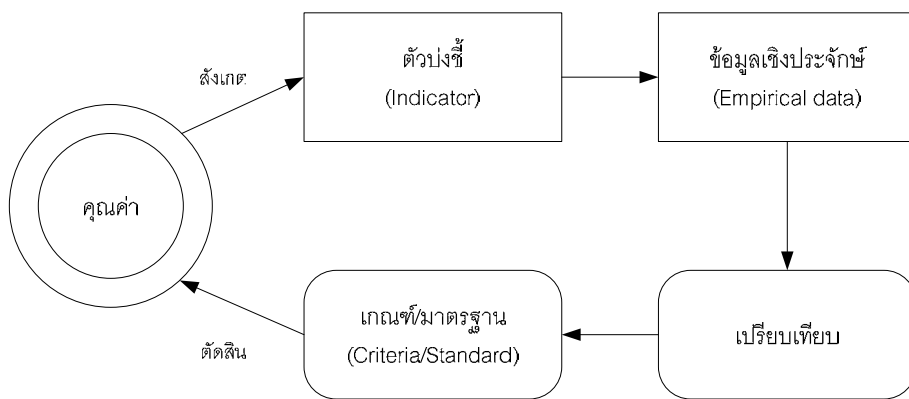 สังเกต
ตัวบ่งชี้
(Indicator)
ข้อมูลเชิงประจักษ์
(Empirical data)
คุณค่า
เกณฑ์/มาตรฐาน
(Criteria/Standard)
เปรียบเทียบ
ตัดสิน